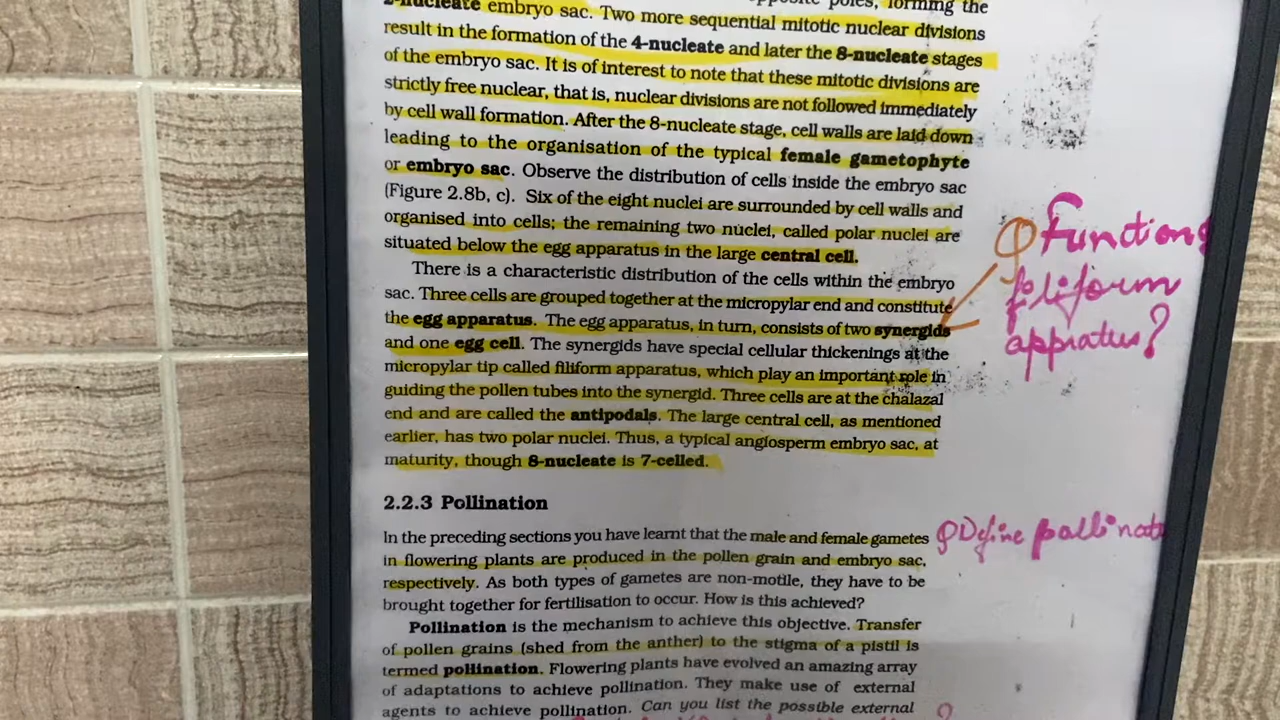 2-nucleate embryo sac. Two more sequential mitotic nuclear divisions
result in the formation of the 4-nucleate and later the 8-nucleate stages
of the embryo sac. It is of interest to note that these mitotic divisions are
strictly free nuclear, that is, nuclear divisions are not followed immediately
by cell wall formation. After the 8-nucleate stage, cell walls are laid down
leading to the organisation of the typical female gametophyte
or embryo sac. Observe the distribution of cells inside the embryo sac
(Figure 2.8b, c). Six of the eight nuclei are surrounded by cell walls and
organised into cells; the remaining two nuclei, called polar nuclei are
situated below the egg apparatus in the large central cell.
There is a characteristic distribution of the cells within the embryo
sac. Three cells are grouped together at the micropylar end and constitute
the egg apparatus. The egg apparatus, in turn, consists of two synergids
and one egg cell. The synergids have special cellular thickenings at the
micropylar tip called filiform apparatus, which play an important role in
guiding the pollen tubes into the synergid. Three cells are at the chalazal
end and are called the antipodals. The large central cell, as mentioned
earlier, has two polar nuclei. Thus, a typical angiosperm embryo sac, at
maturity, though 8-nucleate is 7-celled.
Q Functions
foliform
appratus?
2.2.3 Pollination
In the preceding sections you have learnt that the male and female gametes
in flowering plants are produced in the pollen grain and embryo sac,
respectively. As both types of gametes are non-motile, they have to be
brought together for fertilisation to occur. How is this achieved?
Q Define pollinat
Pollination is the mechanism to achieve this objective. Transfer
of pollen grains (shed from the anther) to the stigma of a pistil is
termed pollination. Flowering plants have evolved an amazing array
of adaptations to achieve pollination. They make use of external
agents to achieve pollination. Can you list the possible external